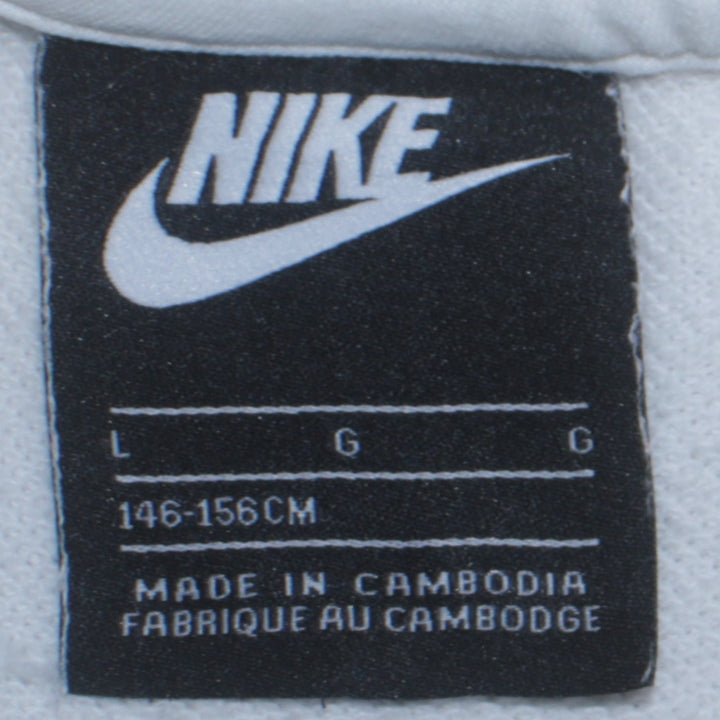 NIKE
L G G
146-156CM
MADE IN CAMBODIA
FABRIQUE AU CAMBODGE